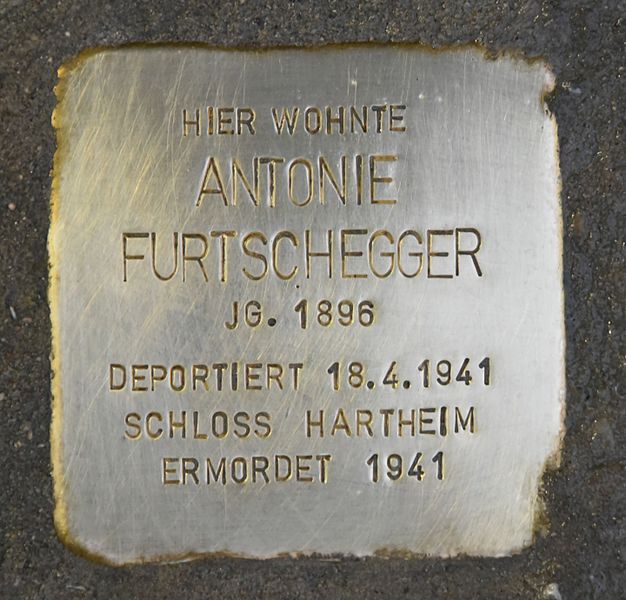 HIER WOHNTE
ANTONIE
FURTSCHEGGER
JG. 1896
DEPORTIERT 18.4.1941
SCHLOSS HARTHEIM
ERMORDET 1941